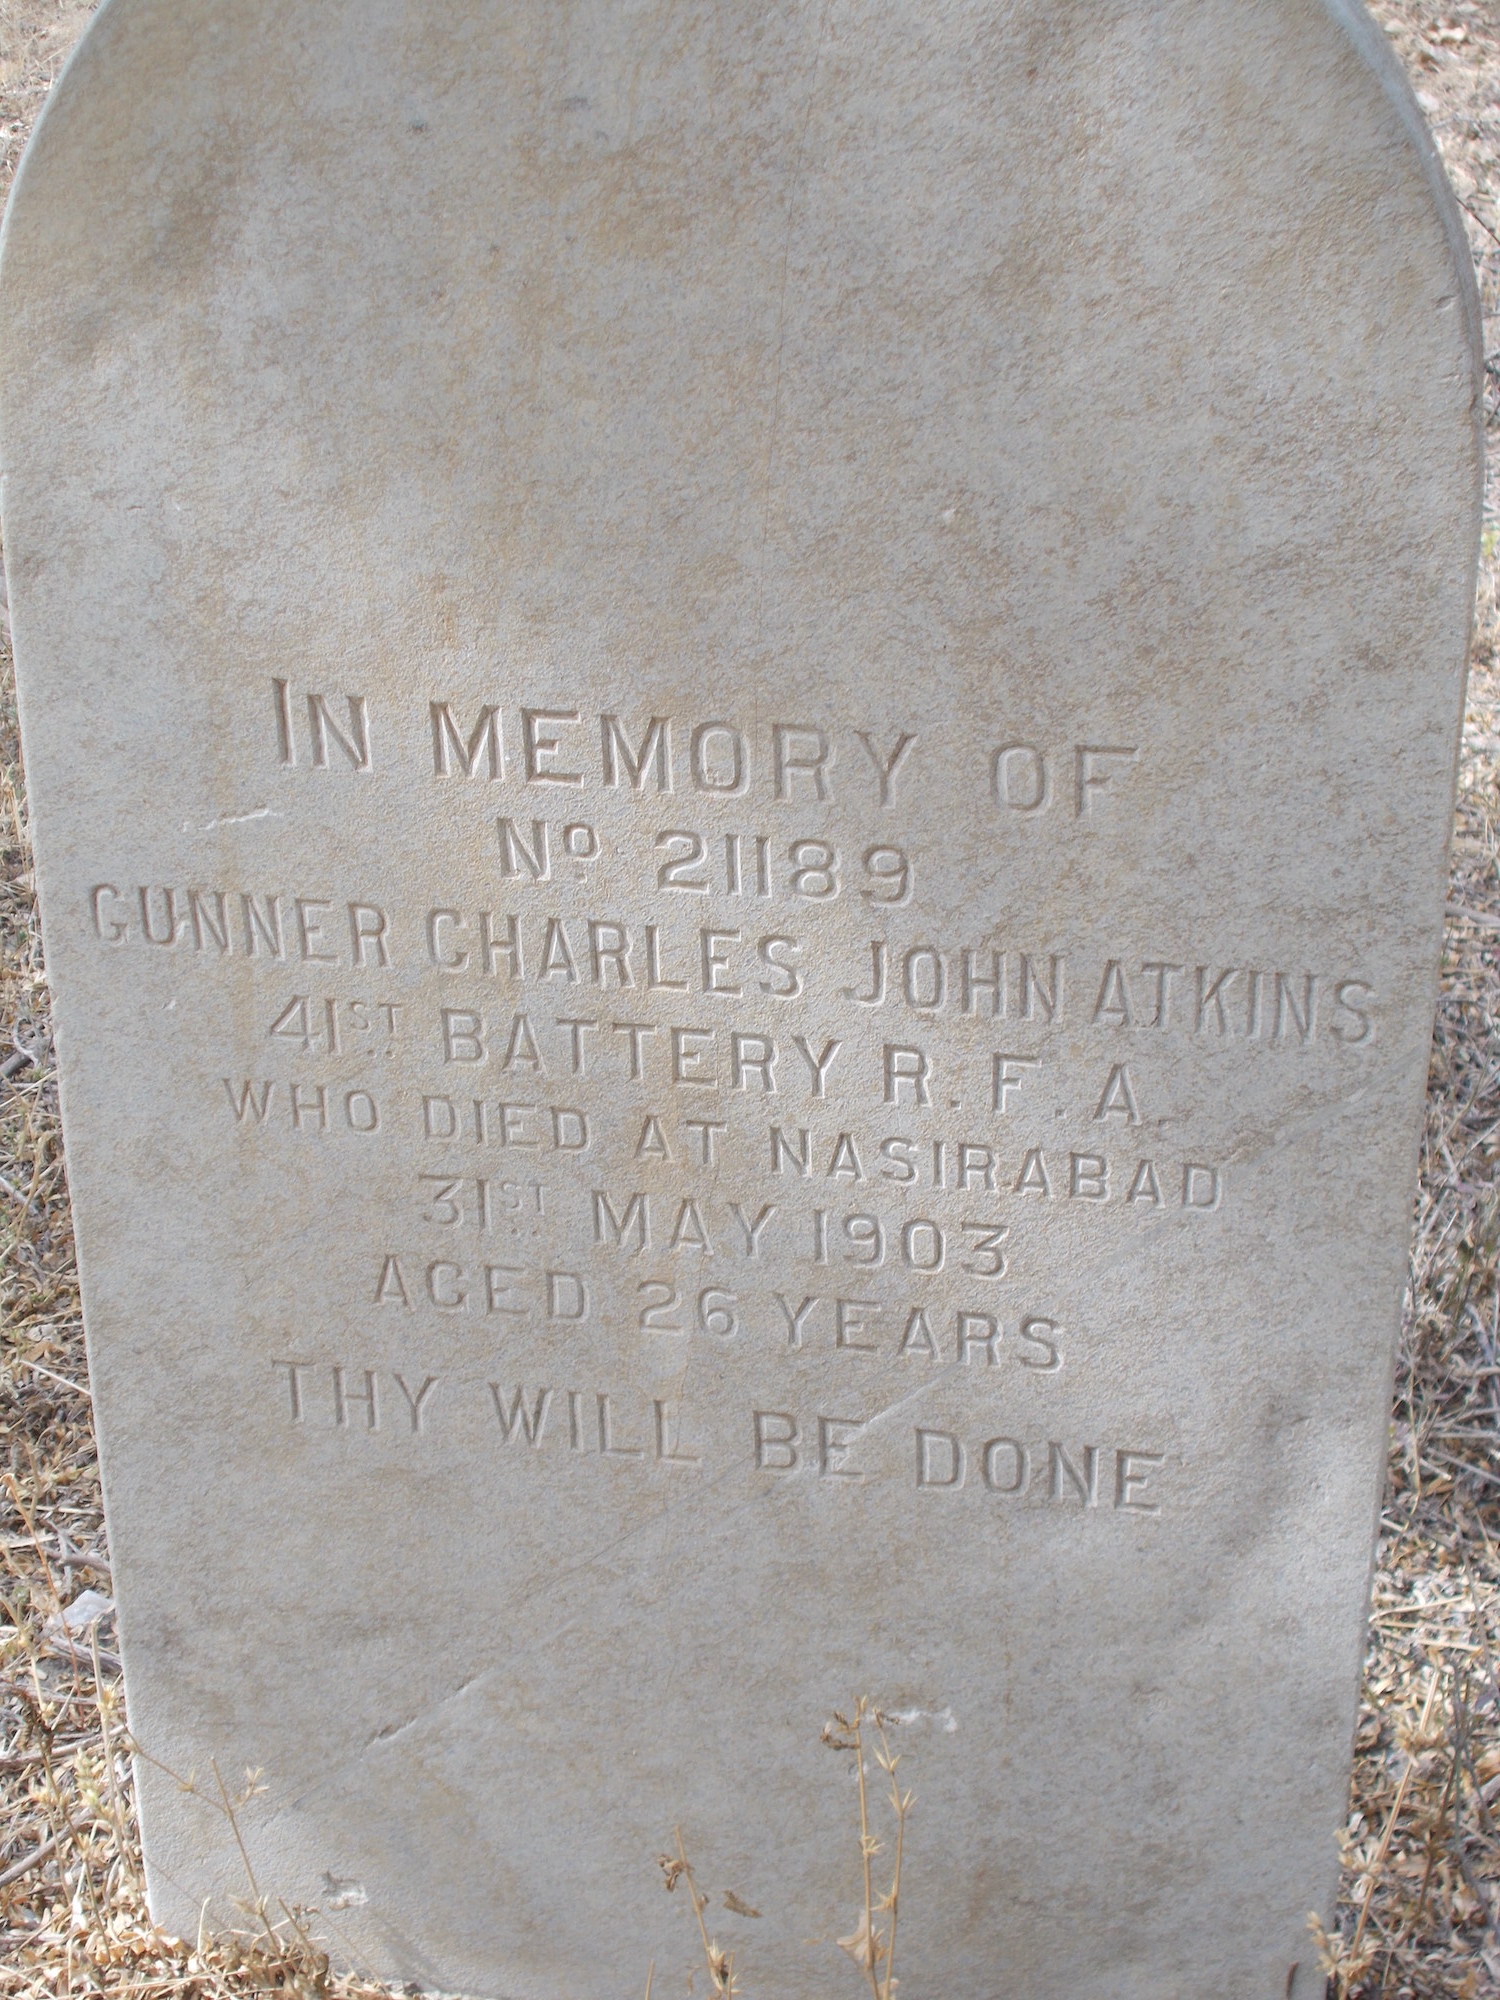 IN MEMORY OF
No. 21189
GUNNER CHARLES JOHN ATKINS
41ST. BATTERY R.F.A.
WHO DIED AT NASIRABAD
31ST. MAY 1903
AGED 26 YEARS
THY WILL BE DONE